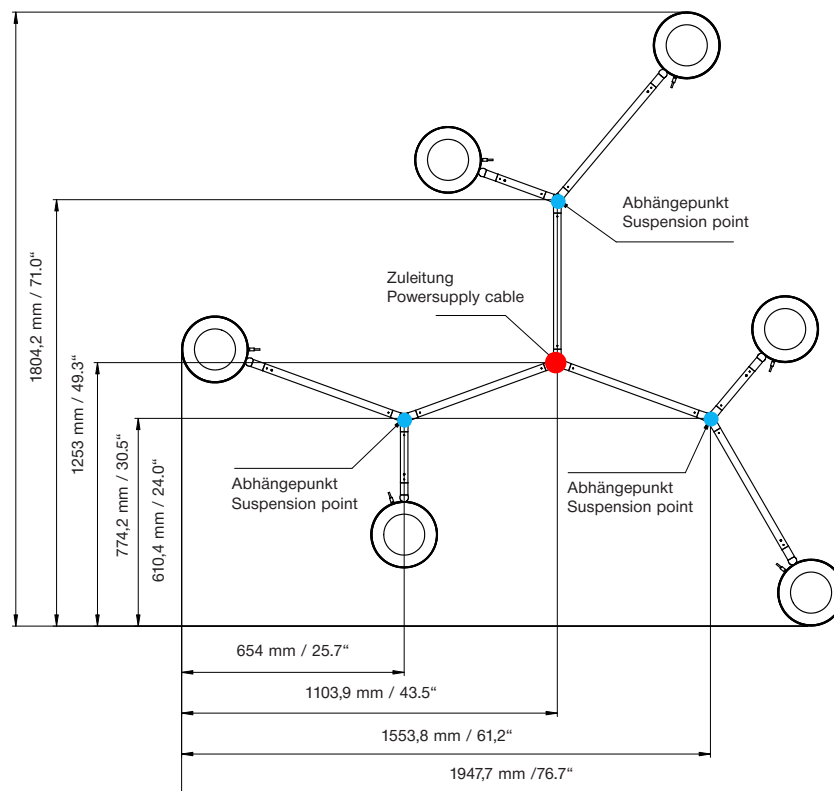 Abhängepunkt
Suspension point
Zuleitung
Powersupply cable
1804,2 mm / 71.0“
1253 mm / 49.3“
774,2 mm / 30.5“
610,4 mm / 24.0“
Abhängepunkt
Suspension point
Abhängepunkt
Suspension point
654 mm / 25.7“
1103,9 mm / 43.5“
1553,8 mm / 61,2“
1947,7 mm /76.7“